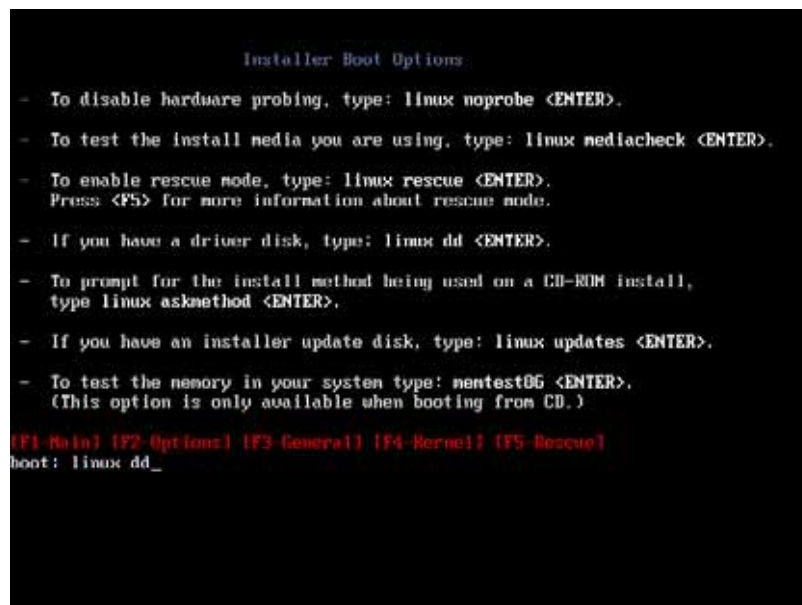 Installer Boot Options
- To disable hardware probing, type: linux noprobe <ENTER>.
- To test the install media you are using, type: linux mediacheck <ENTER>.
- To enable rescue mode, type: linux rescue <ENTER>.
Press <F5> for more information about rescue mode.
- If you have a driver disk, type: linux dd <ENTER>.
- To prompt for the install method being used on a CD-ROM install,
type linux askmethod <ENTER>.
- If you have an installer update disk, type: linux updates <ENTER>.
- To test the memory in your system type: memtest86 <ENTER>.
(This option is only available when booting from CD.)
[F1-Main] [F2-Options] [F3-General] [F4-Kernel] [F5-Rescue]
boot: linux dd_